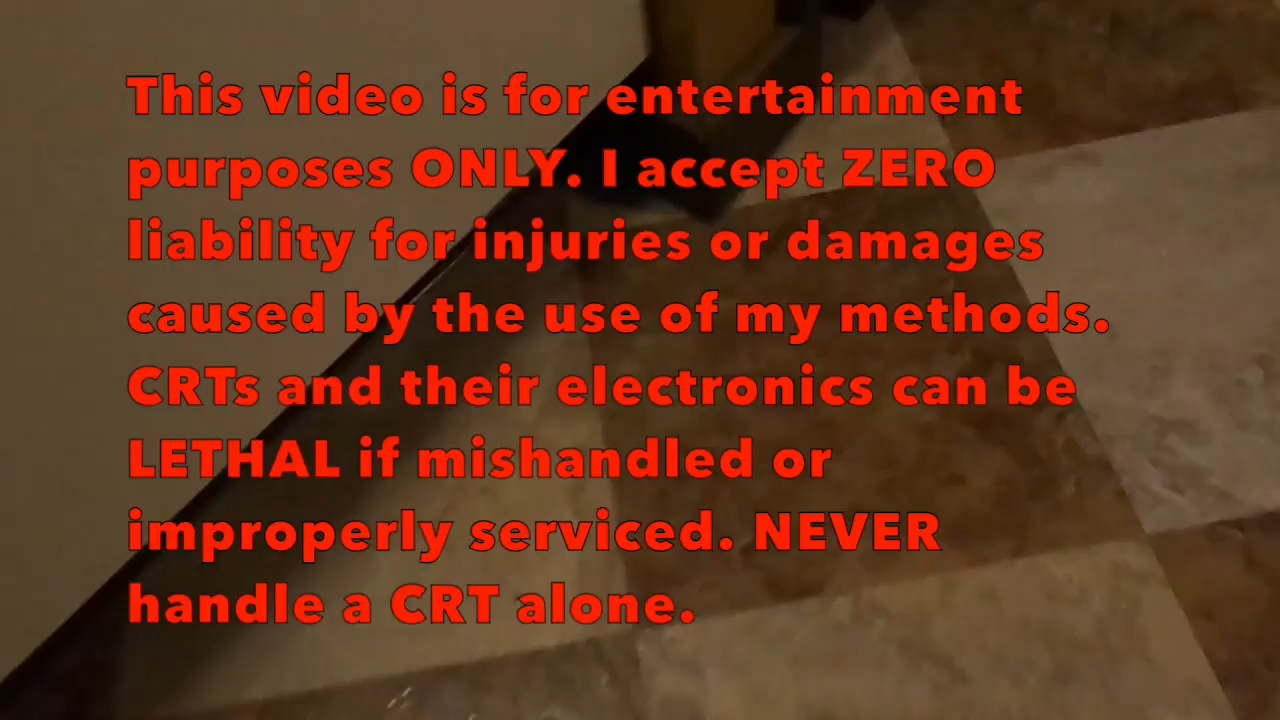 This video is for entertainment
purposes ONLY. I accept ZERO
liability for injuries or damages
caused by the use of my methods.
CRTs and their electronics can be
LETHAL if mishandled or
improperly serviced. NEVER
handle a CRT alone.